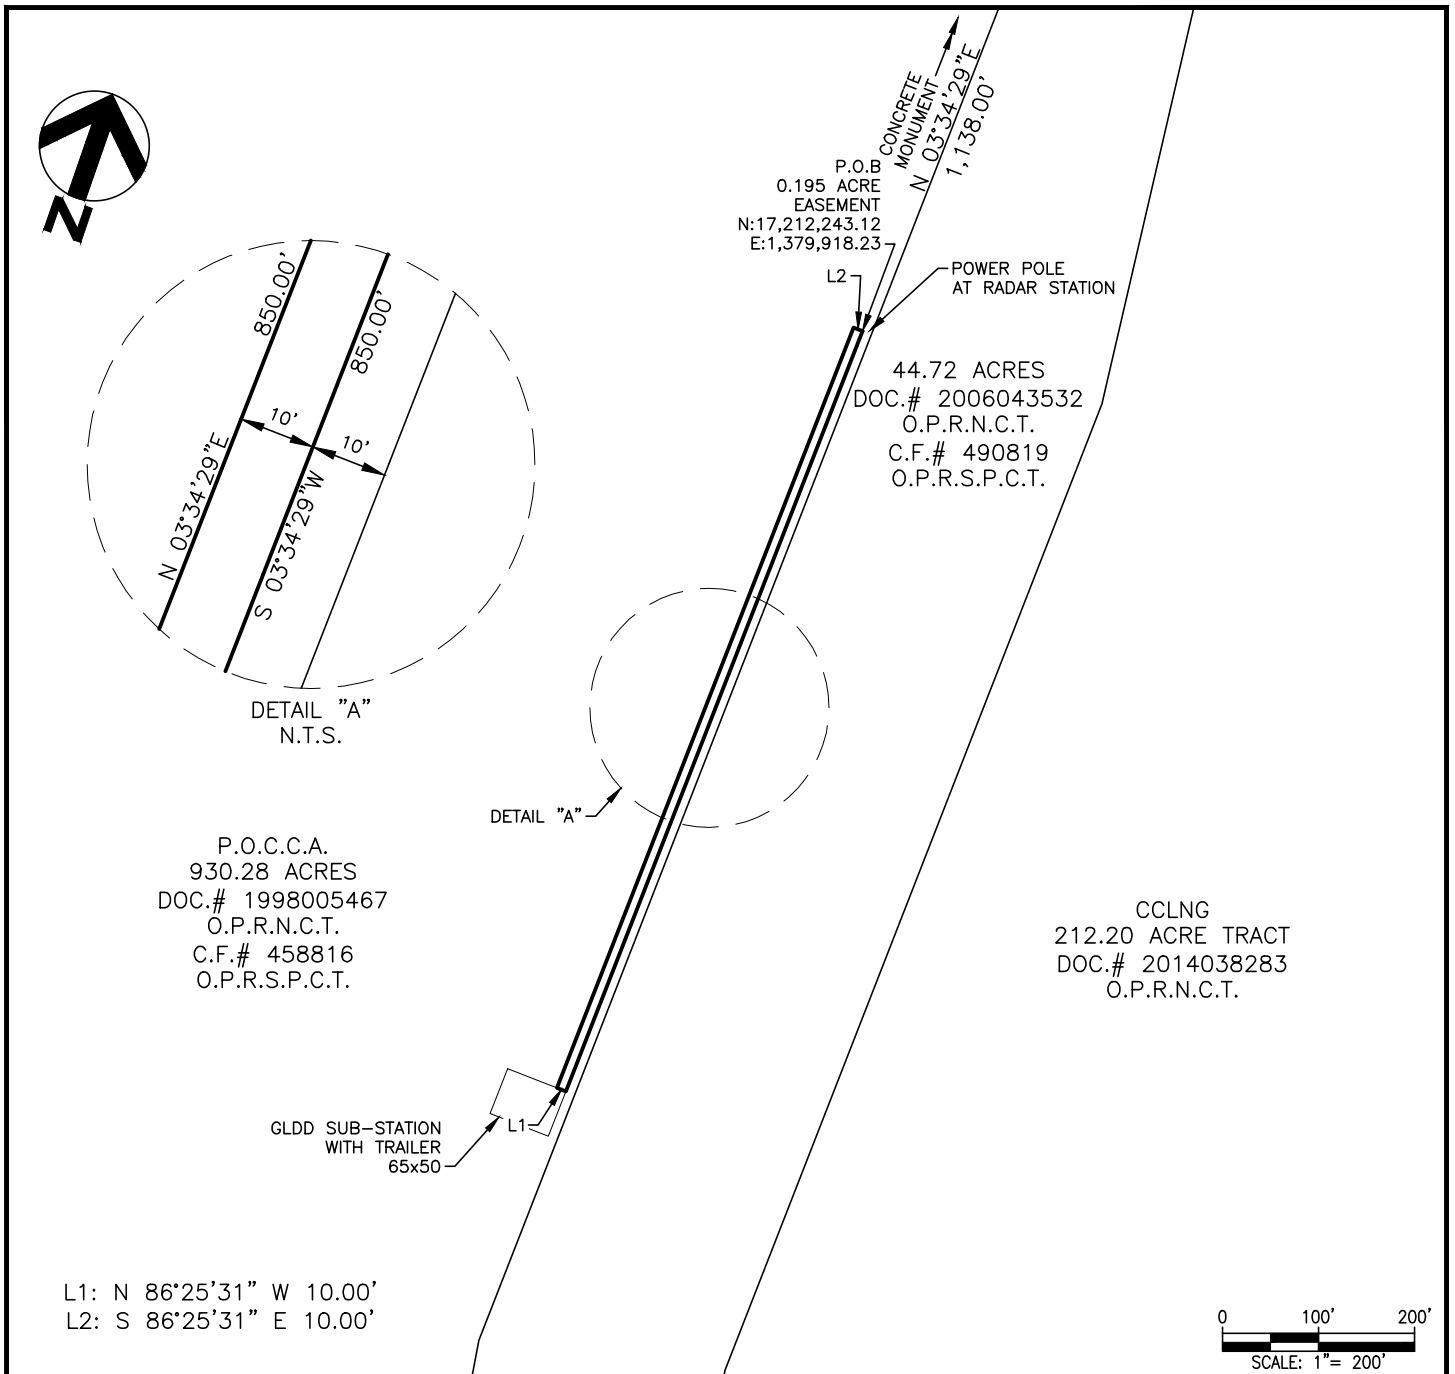 N
CONCRETE
MONUMENT
N 03°34'29"E
1,138.00'
P.O.B
0.195 ACRE
EASEMENT
N:17,212,243.12
E:1,379,918.23
L2
POWER POLE
AT RADAR STATION
850.00'
850.00'
10'
10'
N 03°34'29"E
S 03°34'29"W
DETAIL "A"
N.T.S.
44.72 ACRES
DOC.# 2006043532
O.P.R.N.C.T.
C.F.# 490819
O.P.R.S.P.C.T.
DETAIL "A"
P.O.C.C.A.
930.28 ACRES
DOC.# 1998005467
O.P.R.N.C.T.
C.F.# 458816
O.P.R.S.P.C.T.
CCLNG
212.20 ACRE TRACT
DOC.# 2014038283
O.P.R.N.C.T.
GLDD SUB-STATION
WITH TRAILER
65x50
L1
L1: N 86°25'31" W 10.00'
L2: S 86°25'31" E 10.00'
0 100' 200'
SCALE: 1"= 200'